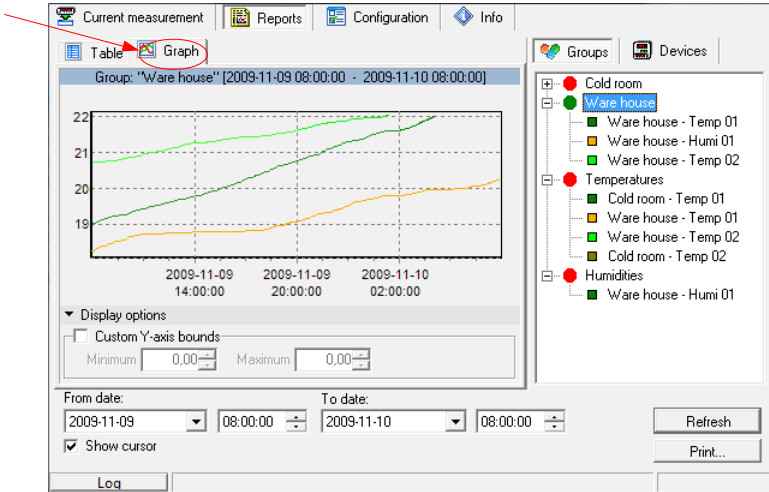 Current measurement Reports Configuration Info
Table Graph
Groups Devices
Group: "Ware house" [2009-11-09 08:00:00 - 2009-11-10 08:00:00]
22
21
20
19
2009-11-09 2009-11-09 2009-11-10
14:00:00 20:00:00 02:00:00
Display options
Custom Y-axis bounds
Minimum 0,00 Maximum 0,00
Cold room
Ware house
Ware house - Temp 01
Ware house - Humi 01
Ware house - Temp 02
Temperatures
Cold room - Temp 01
Ware house - Temp 01
Ware house - Temp 02
Cold room - Temp 02
Humidities
Ware house - Humi 01
From date: To date:
2009-11-09 08:00:00 2009-11-10 08:00:00
Refresh
Show cursor
Print...
Log